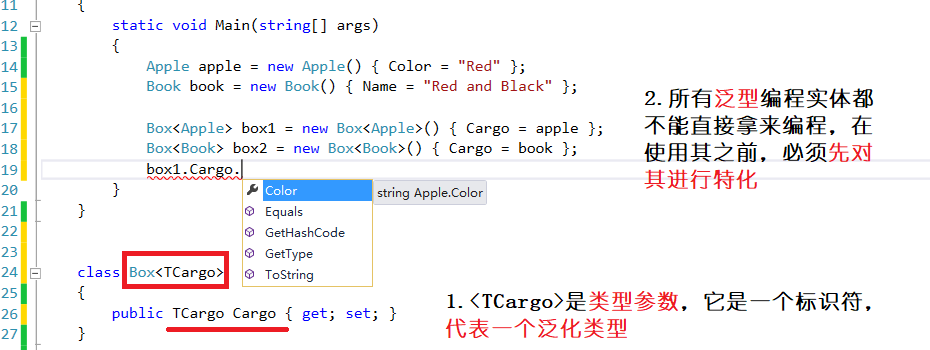 11 {
12 static void Main(string[] args)
13 {
14 Apple apple = new Apple() { Color = "Red" };
15 Book book = new Book() { Name = "Red and Black" };
16
17 Box<Apple> box1 = new Box<Apple>() { Cargo = apple };
18 Box<Book> box2 = new Box<Book>() { Cargo = book };
19 box1.Cargo.
Color
string Apple.Color
Equals
GetHashCode
GetType
ToString
20 }
21 }
22
23
24 class Box<TCargo>
25 {
26 public TCargo Cargo { get; set; }
27 }
2.所有泛型编程实体都
不能直接拿来编程，在
使用其之前，必须先对
其进行特化
1.<TCargo>是类型参数，它是一个标识符，
代表一个泛化类型